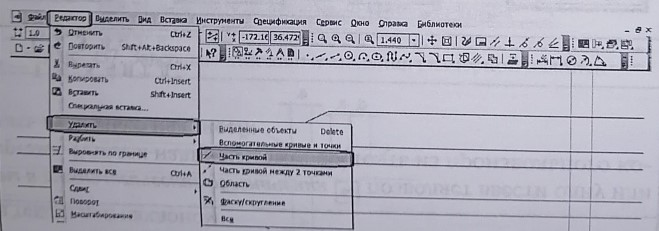 Файл Редактор Выделить Вид Вставка Инструменты Спецификация Сервис Окно Справка Библиотеки
1.0 -172.16 36.472 1.440
Отменить Ctrl+Z
Повторить Shift+Alt+Backspace
Вырезать Ctrl+X
Копировать Ctrl+Insert
Вставить Shift+Insert
Специальная вставка...
Удалить
Разбить
Выровнять по границе
Выделить все Ctrl+A
Сдвиг
Поворот
Масштабирование
Выделенные объекты Delete
Вспомогательные кривые и точки
Часть кривой
Часть кривой между 2 точками
Область
Фаску/скругление
Все